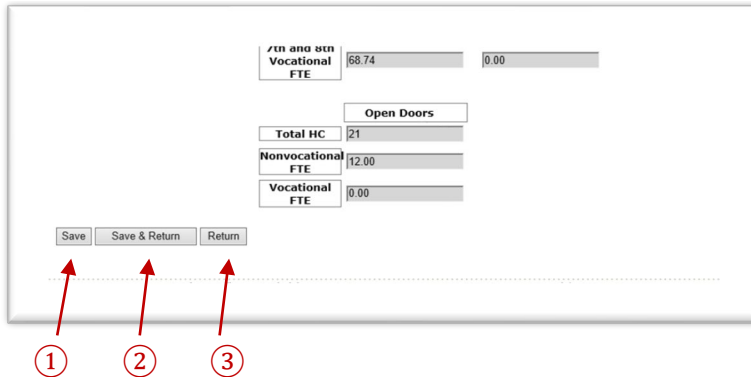 7th and 8th
Vocational 68.74 0.00
FTE
Open Doors
Total HC 21
Nonvocational 12.00
FTE
Vocational 0.00
FTE
Save Save & Return Return
① ② ③